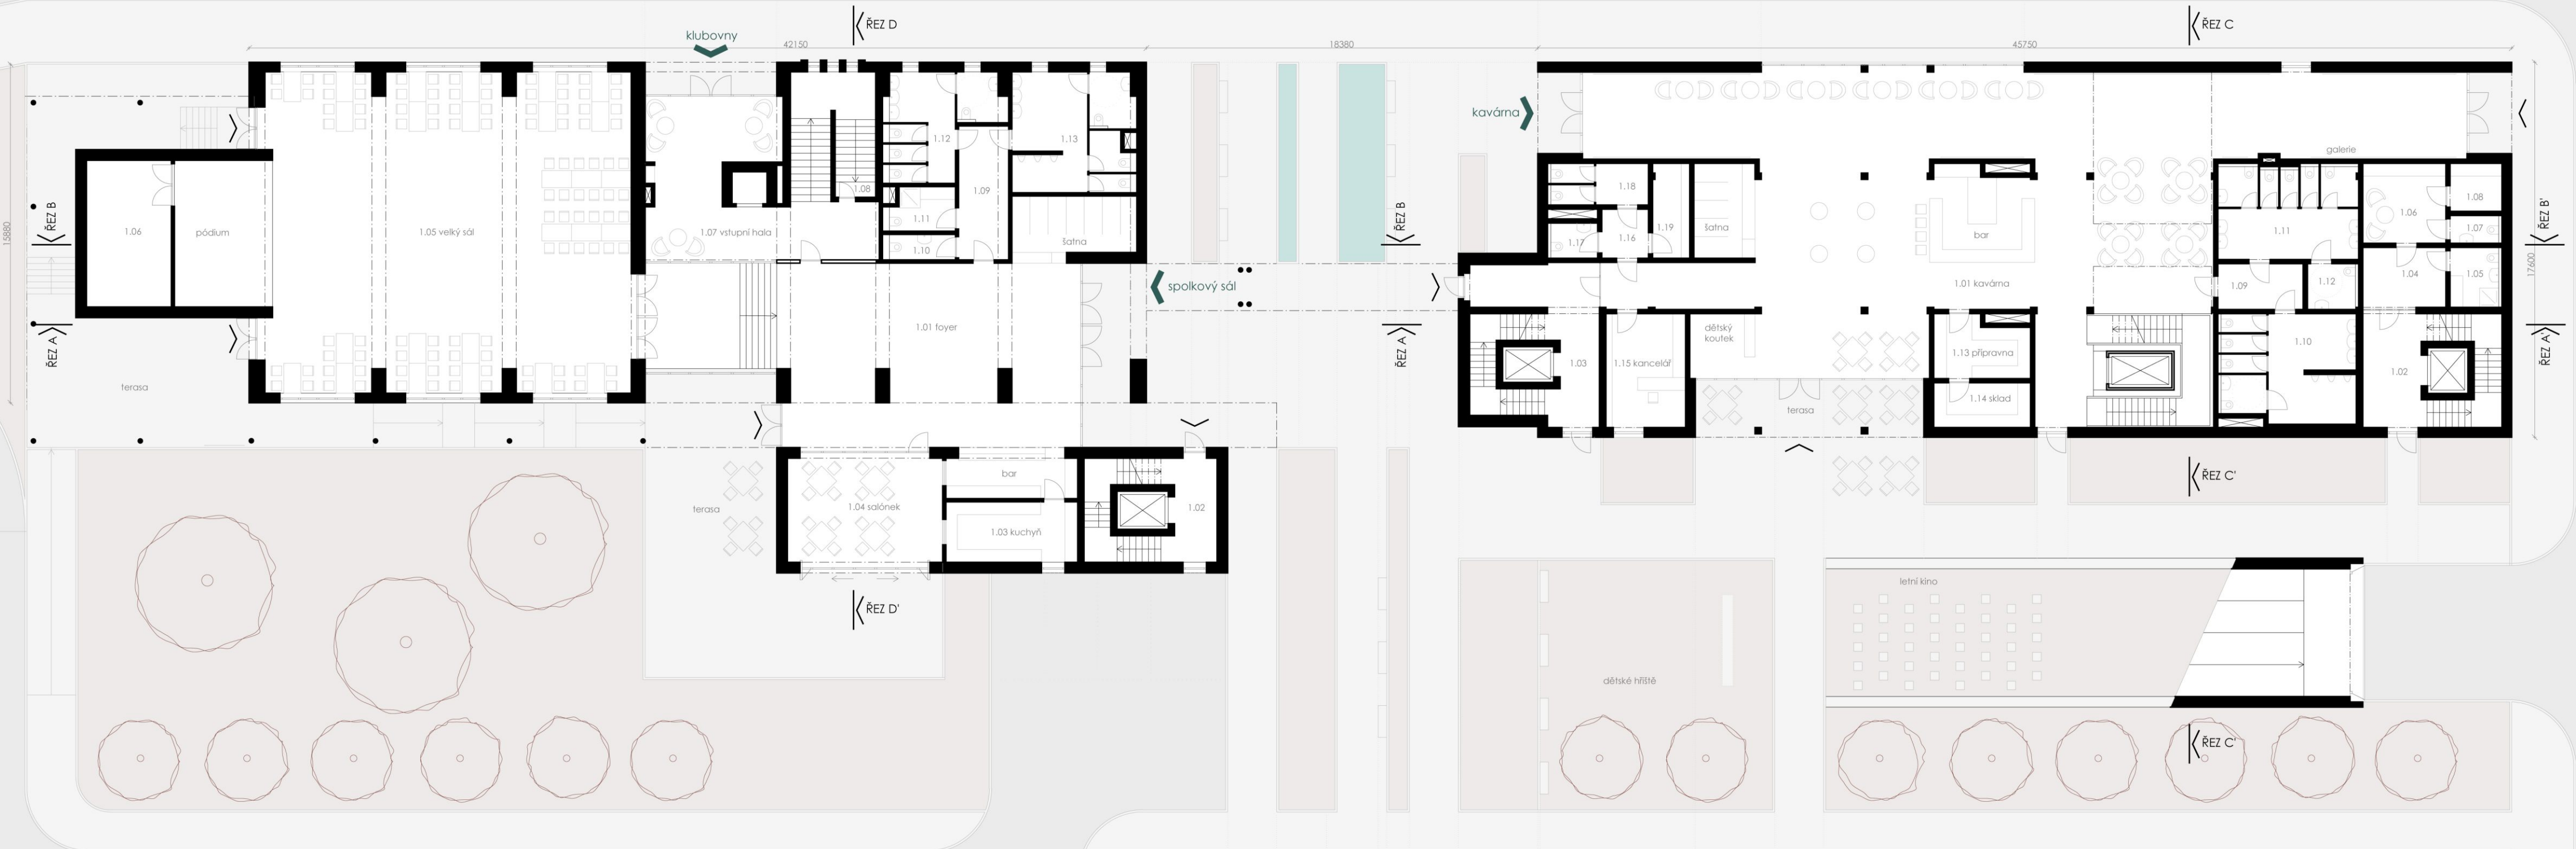 ŘEZ D
ŘEZ C
klubovny
42150
18380
45750
kavárna
15880
17600
galerie
1.12
1.13
1.09
1.08
1.11
1.10
šatna
1.06
pódium
1.05 velký sál
1.07 vstupní hala
ŘEZ B
ŘEZ B
ŘEZ B'
1.18
1.19
1.17
1.16
šatna
bar
1.01 kavárna
1.11
1.06
1.08
1.07
1.04
1.05
1.09
1.12
spolkový sál
1.01 foyer
ŘEZ A
ŘEZ A
ŘEZ A'
terasa
dětský
koutek
1.03
1.15 kancelář
1.13 přípravna
1.14 sklad
1.10
1.02
terasa
bar
1.04 salónek
1.03 kuchyň
1.02
terasa
ŘEZ C'
ŘEZ D'
letní kino
dětské hřiště
ŘEZ C'